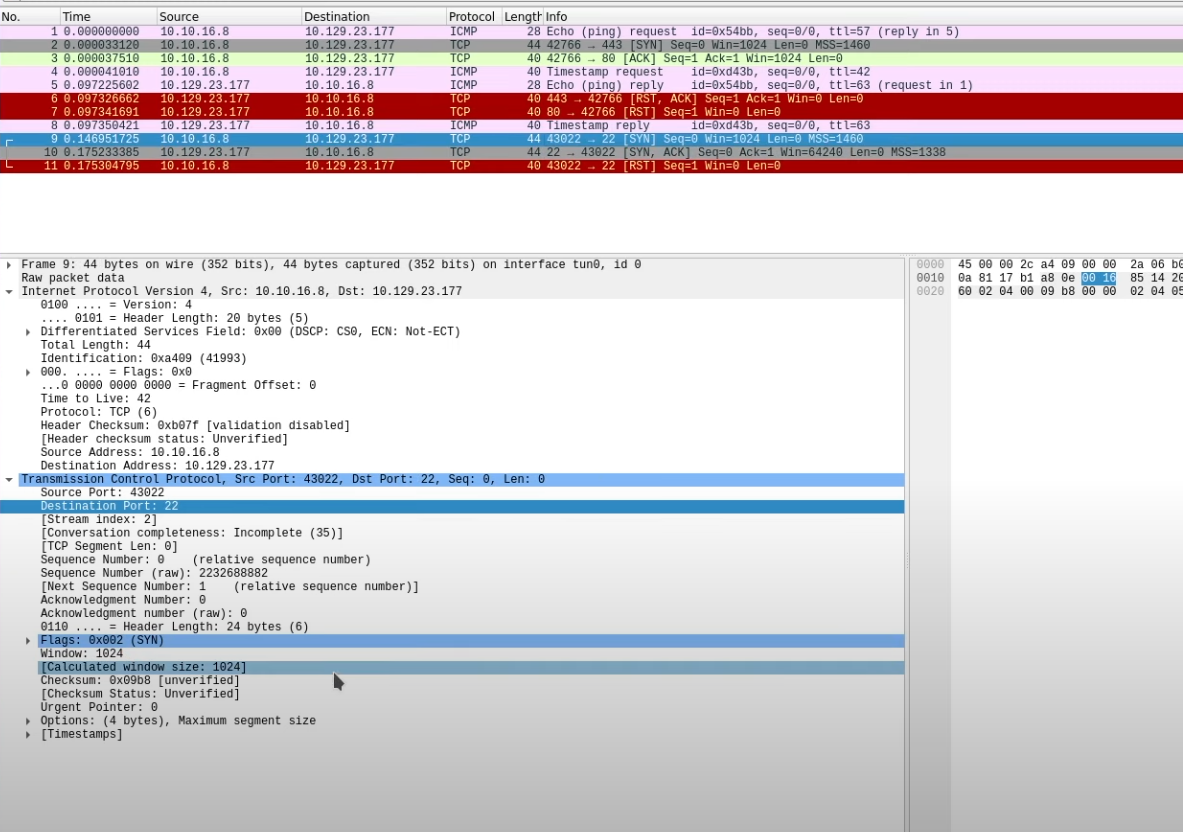 No. Time Source Destination Protocol Length Info
1 0.000000000 10.10.16.8 10.129.23.177 ICMP 28 Echo (ping) request id=0x54bb, seq=0/0, ttl=57 (reply in 5)
2 0.000033120 10.10.16.8 10.129.23.177 TCP 44 42766 → 443 [SYN] Seq=0 Win=1024 Len=0 MSS=1460
3 0.000037510 10.10.16.8 10.129.23.177 TCP 40 42766 → 80 [ACK] Seq=1 Ack=1 Win=1024 Len=0
4 0.000041010 10.10.16.8 10.129.23.177 ICMP 40 Timestamp request id=0xd43b, seq=0/0, ttl=42
5 0.097225602 10.129.23.177 10.10.16.8 ICMP 28 Echo (ping) reply id=0x54bb, seq=0/0, ttl=63 (request in 1)
6 0.097326662 10.129.23.177 10.10.16.8 TCP 40 443 → 42766 [RST, ACK] Seq=1 Ack=1 Win=0 Len=0
7 0.097341691 10.129.23.177 10.10.16.8 TCP 40 80 → 42766 [RST] Seq=1 Win=0 Len=0
8 0.097350421 10.129.23.177 10.10.16.8 ICMP 40 Timestamp reply id=0xd43b, seq=0/0, ttl=63
9 0.146951725 10.10.16.8 10.129.23.177 TCP 44 43022 → 22 [SYN] Seq=0 Win=1024 Len=0 MSS=1460
10 0.175233385 10.129.23.177 10.10.16.8 TCP 44 22 → 43022 [SYN, ACK] Seq=0 Ack=1 Win=64240 Len=0 MSS=1338
11 0.175304795 10.10.16.8 10.129.23.177 TCP 40 43022 → 22 [RST] Seq=1 Win=0 Len=0
Frame 9: 44 bytes on wire (352 bits), 44 bytes captured (352 bits) on interface tun0, id 0
Raw packet data
Internet Protocol Version 4, Src: 10.10.16.8, Dst: 10.129.23.177
0100 .... = Version: 4
.... 0101 = Header Length: 20 bytes (5)
Differentiated Services Field: 0x00 (DSCP: CS0, ECN: Not-ECT)
Total Length: 44
Identification: 0xa409 (41993)
000. .... = Flags: 0x0
...0 0000 0000 0000 = Fragment Offset: 0
Time to Live: 42
Protocol: TCP (6)
Header Checksum: 0xb07f [validation disabled]
[Header checksum status: Unverified]
Source Address: 10.10.16.8
Destination Address: 10.129.23.177
Transmission Control Protocol, Src Port: 43022, Dst Port: 22, Seq: 0, Len: 0
Source Port: 43022
Destination Port: 22
[Stream index: 2]
[Conversation completeness: Incomplete (35)]
[TCP Segment Len: 0]
Sequence Number: 0 (relative sequence number)
Sequence Number (raw): 2232688882
[Next Sequence Number: 1 (relative sequence number)]
Acknowledgment Number: 0
Acknowledgment number (raw): 0
0110 .... = Header Length: 24 bytes (6)
Flags: 0x002 (SYN)
Window: 1024
[Calculated window size: 1024]
Checksum: 0x09b8 [unverified]
[Checksum Status: Unverified]
Urgent Pointer: 0
Options: (4 bytes), Maximum segment size
[Timestamps]
0000 45 00 00 2c a4 09 00 00 2a 06 b0
0010 0a 81 17 b1 a8 0e 00 16 85 14 20
0020 60 02 04 00 09 b8 00 00 02 04 05